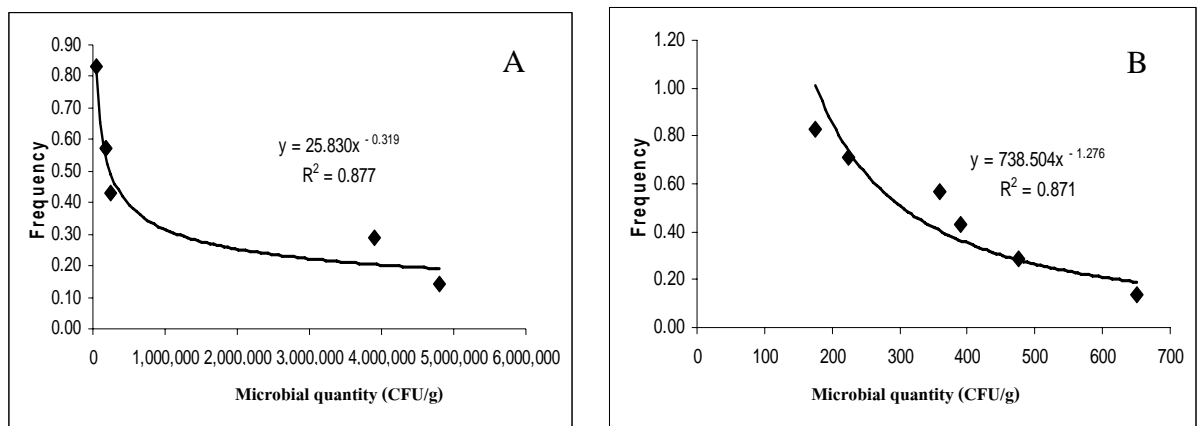 A
0.90
0.80
0.70
0.60
0.50
0.40
0.30
0.20
0.10
0.00
Frequency
y = 25.830x - 0.319
R2 = 0.877
0 1,000,000 2,000,000 3,000,000 4,000,000 5,000,000 6,000,000
Microbial quantity (CFU/g)
B
1.20
1.00
0.80
0.60
0.40
0.20
0.00
Frequency
y = 738.504x - 1.276
R2 = 0.871
0 100 200 300 400 500 600 700
Microbial quantity (CFU/g)